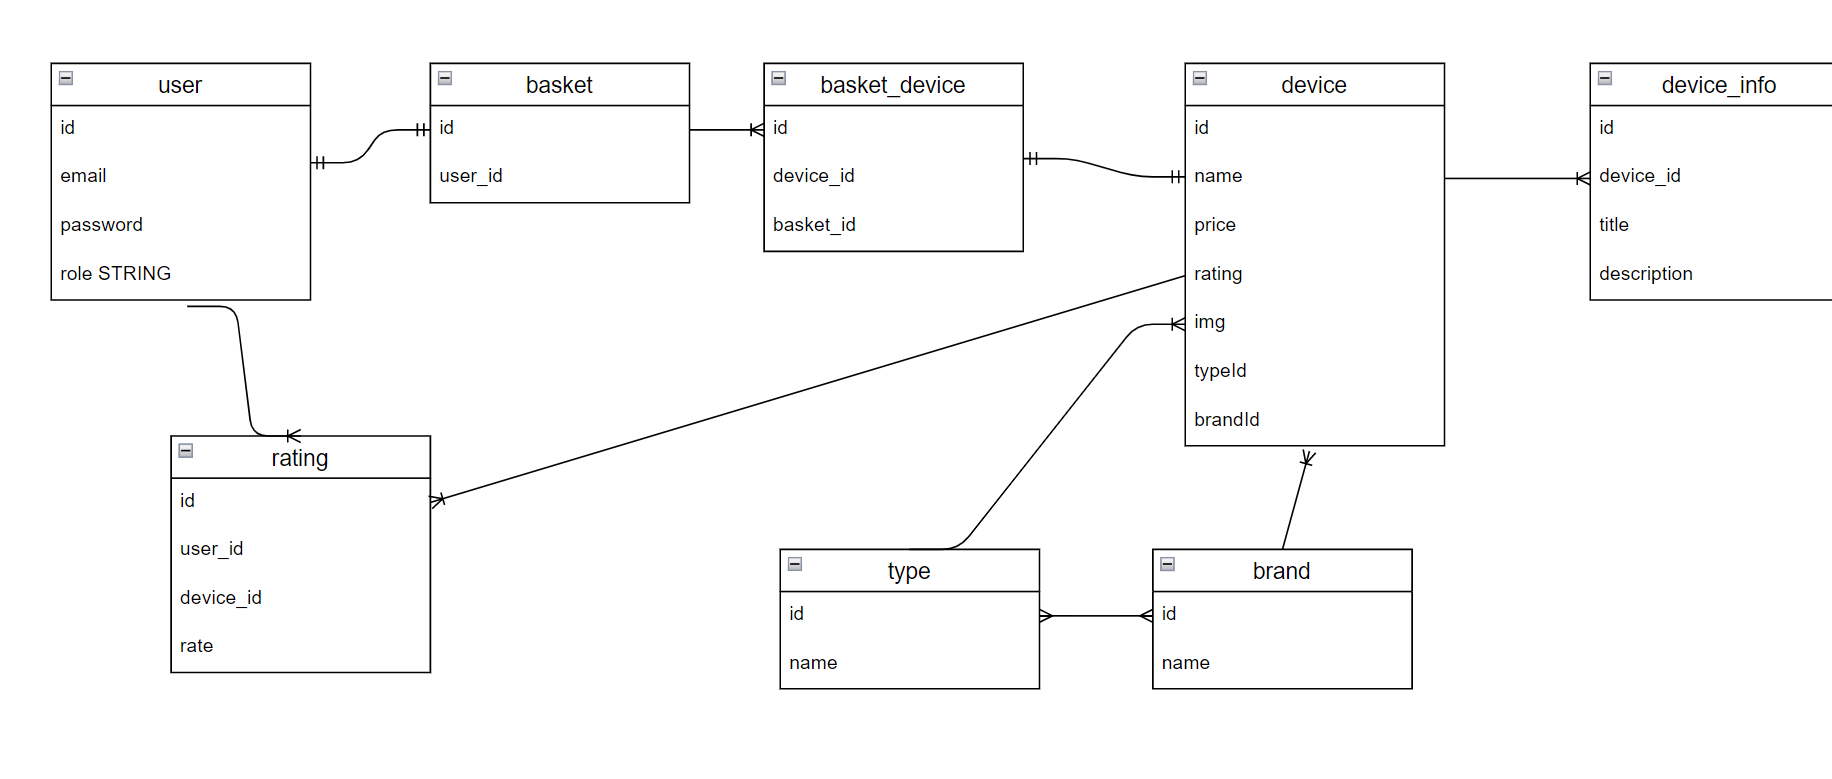 user
id
email
password
role STRING
basket
id
user_id
basket_device
id
device_id
basket_id
device
id
name
price
rating
img
typeId
brandId
device_info
id
device_id
title
description
rating
id
user_id
device_id
rate
type
id
name
brand
id
name